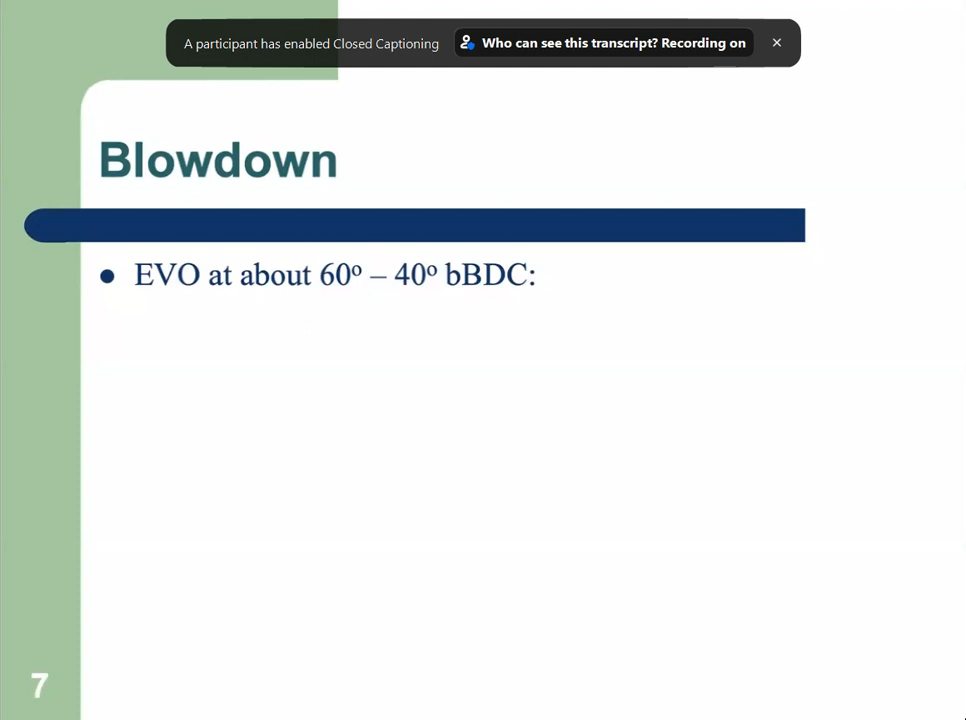 A participant has enabled Closed Captioning
Who can see this transcript? Recording on
Blowdown
● EVO at about 60º – 40º bBDC:
7